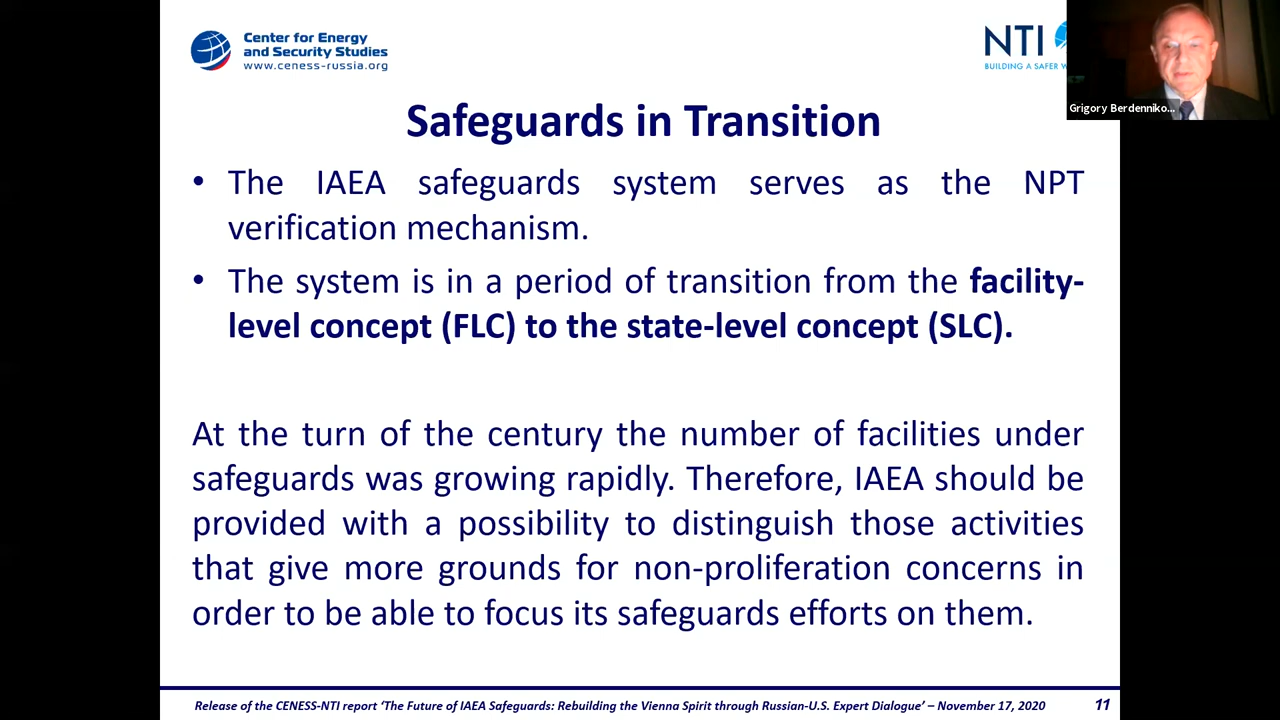 Center for Energy
and Security Studies
www.ceness-russia.org
NTI
BUILDING A SAFER W
Grigory Berdenniko...
Safeguards in Transition
• The IAEA safeguards system serves as the NPT
verification mechanism.
• The system is in a period of transition from the facility-
level concept (FLC) to the state-level concept (SLC).
At the turn of the century the number of facilities under
safeguards was growing rapidly. Therefore, IAEA should be
provided with a possibility to distinguish those activities
that give more grounds for non-proliferation concerns in
order to be able to focus its safeguards efforts on them.
Release of the CENESS-NTI report ‘The Future of IAEA Safeguards: Rebuilding the Vienna Spirit through Russian-U.S. Expert Dialogue’ – November 17, 2020
11